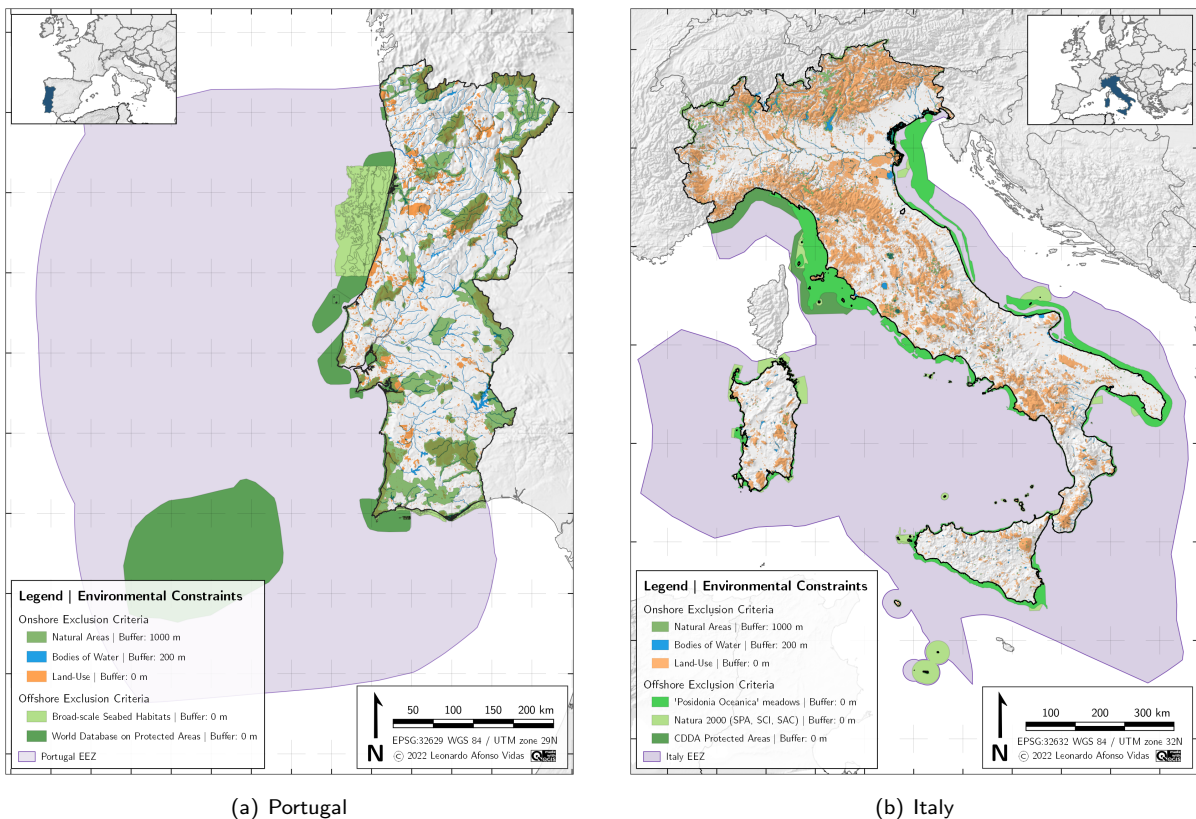 Legend | Environmental Constraints
Onshore Exclusion Criteria
Natural Areas | Buffer: 1000 m
Bodies of Water | Buffer: 200 m
Land-Use | Buffer: 0 m
Offshore Exclusion Criteria
Broad-scale Seabed Habitats | Buffer: 0 m
World Database on Protected Areas | Buffer: 0 m
Portugal EEZ
N
50 100 150 200 km
EPSG:32629 WGS 84 / UTM zone 29N
© 2022 Leonardo Afonso Vidas
(a) Portugal
Legend | Environmental Constraints
Onshore Exclusion Criteria
Natural Areas | Buffer: 1000 m
Bodies of Water | Buffer: 200 m
Land-Use | Buffer: 0 m
Offshore Exclusion Criteria
'Posidonia Oceanica' meadows | Buffer: 0 m
Natura 2000 (SPA, SCI, SAC) | Buffer: 0 m
CDDA Protected Areas | Buffer: 0 m
Italy EEZ
N
100 200 300 km
EPSG:32632 WGS 84 / UTM zone 32N
© 2022 Leonardo Afonso Vidas
(b) Italy